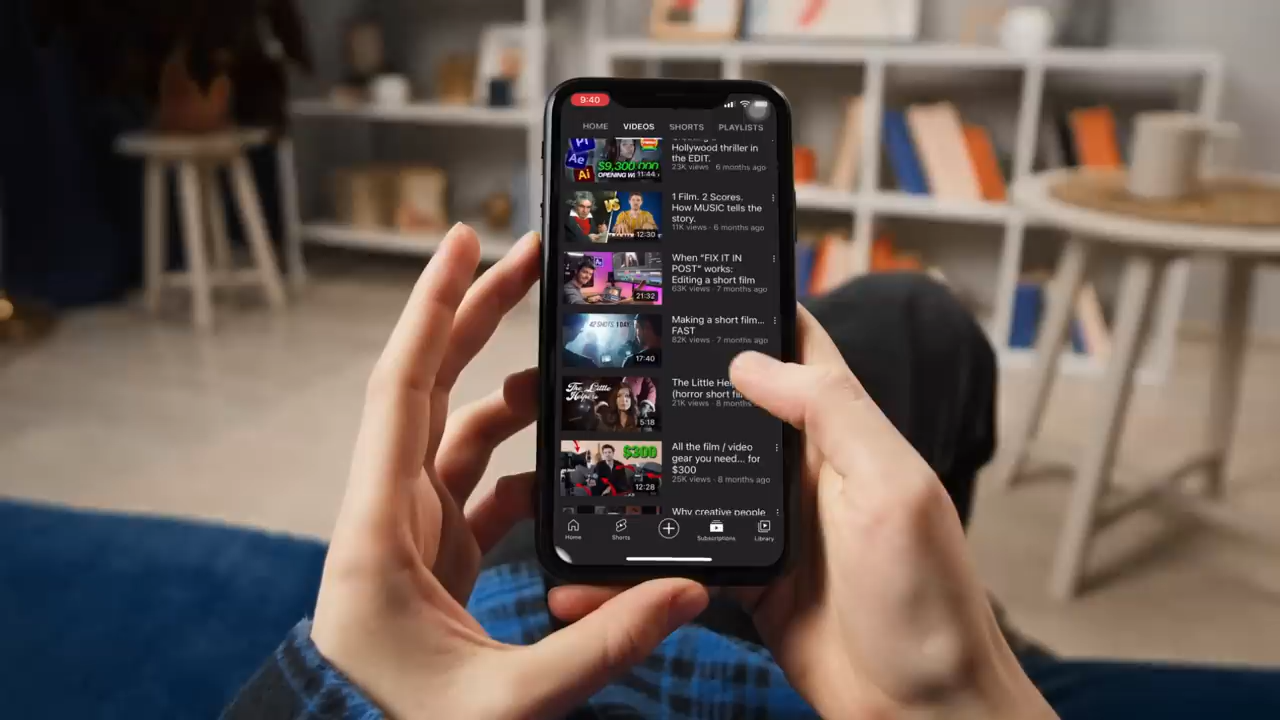 9:40
HOME VIDEOS SHORTS PLAYLISTS
Hollywood thriller in
the EDIT.
23K views · 6 months ago
Ae
Ai
$9,300,000
11:44
1 Film. 2 Scores.
How MUSIC tells the
story.
11K views · 6 months ago
VS
12:30
When "FIX IT IN
POST" works:
Editing a short film
63K views · 7 months ago
21:32
Making a short film...
FAST
82K views · 7 months ago
42 SHOTS. 1 DAY.
17:40
The Little
(horror short
21K views · 8 months
The Little
Helpers
5:18
All the film / video
gear you need... for
$300
25K views · 8 months ago
$300
12:28
Why creative people
Home Shorts Subscriptions Library